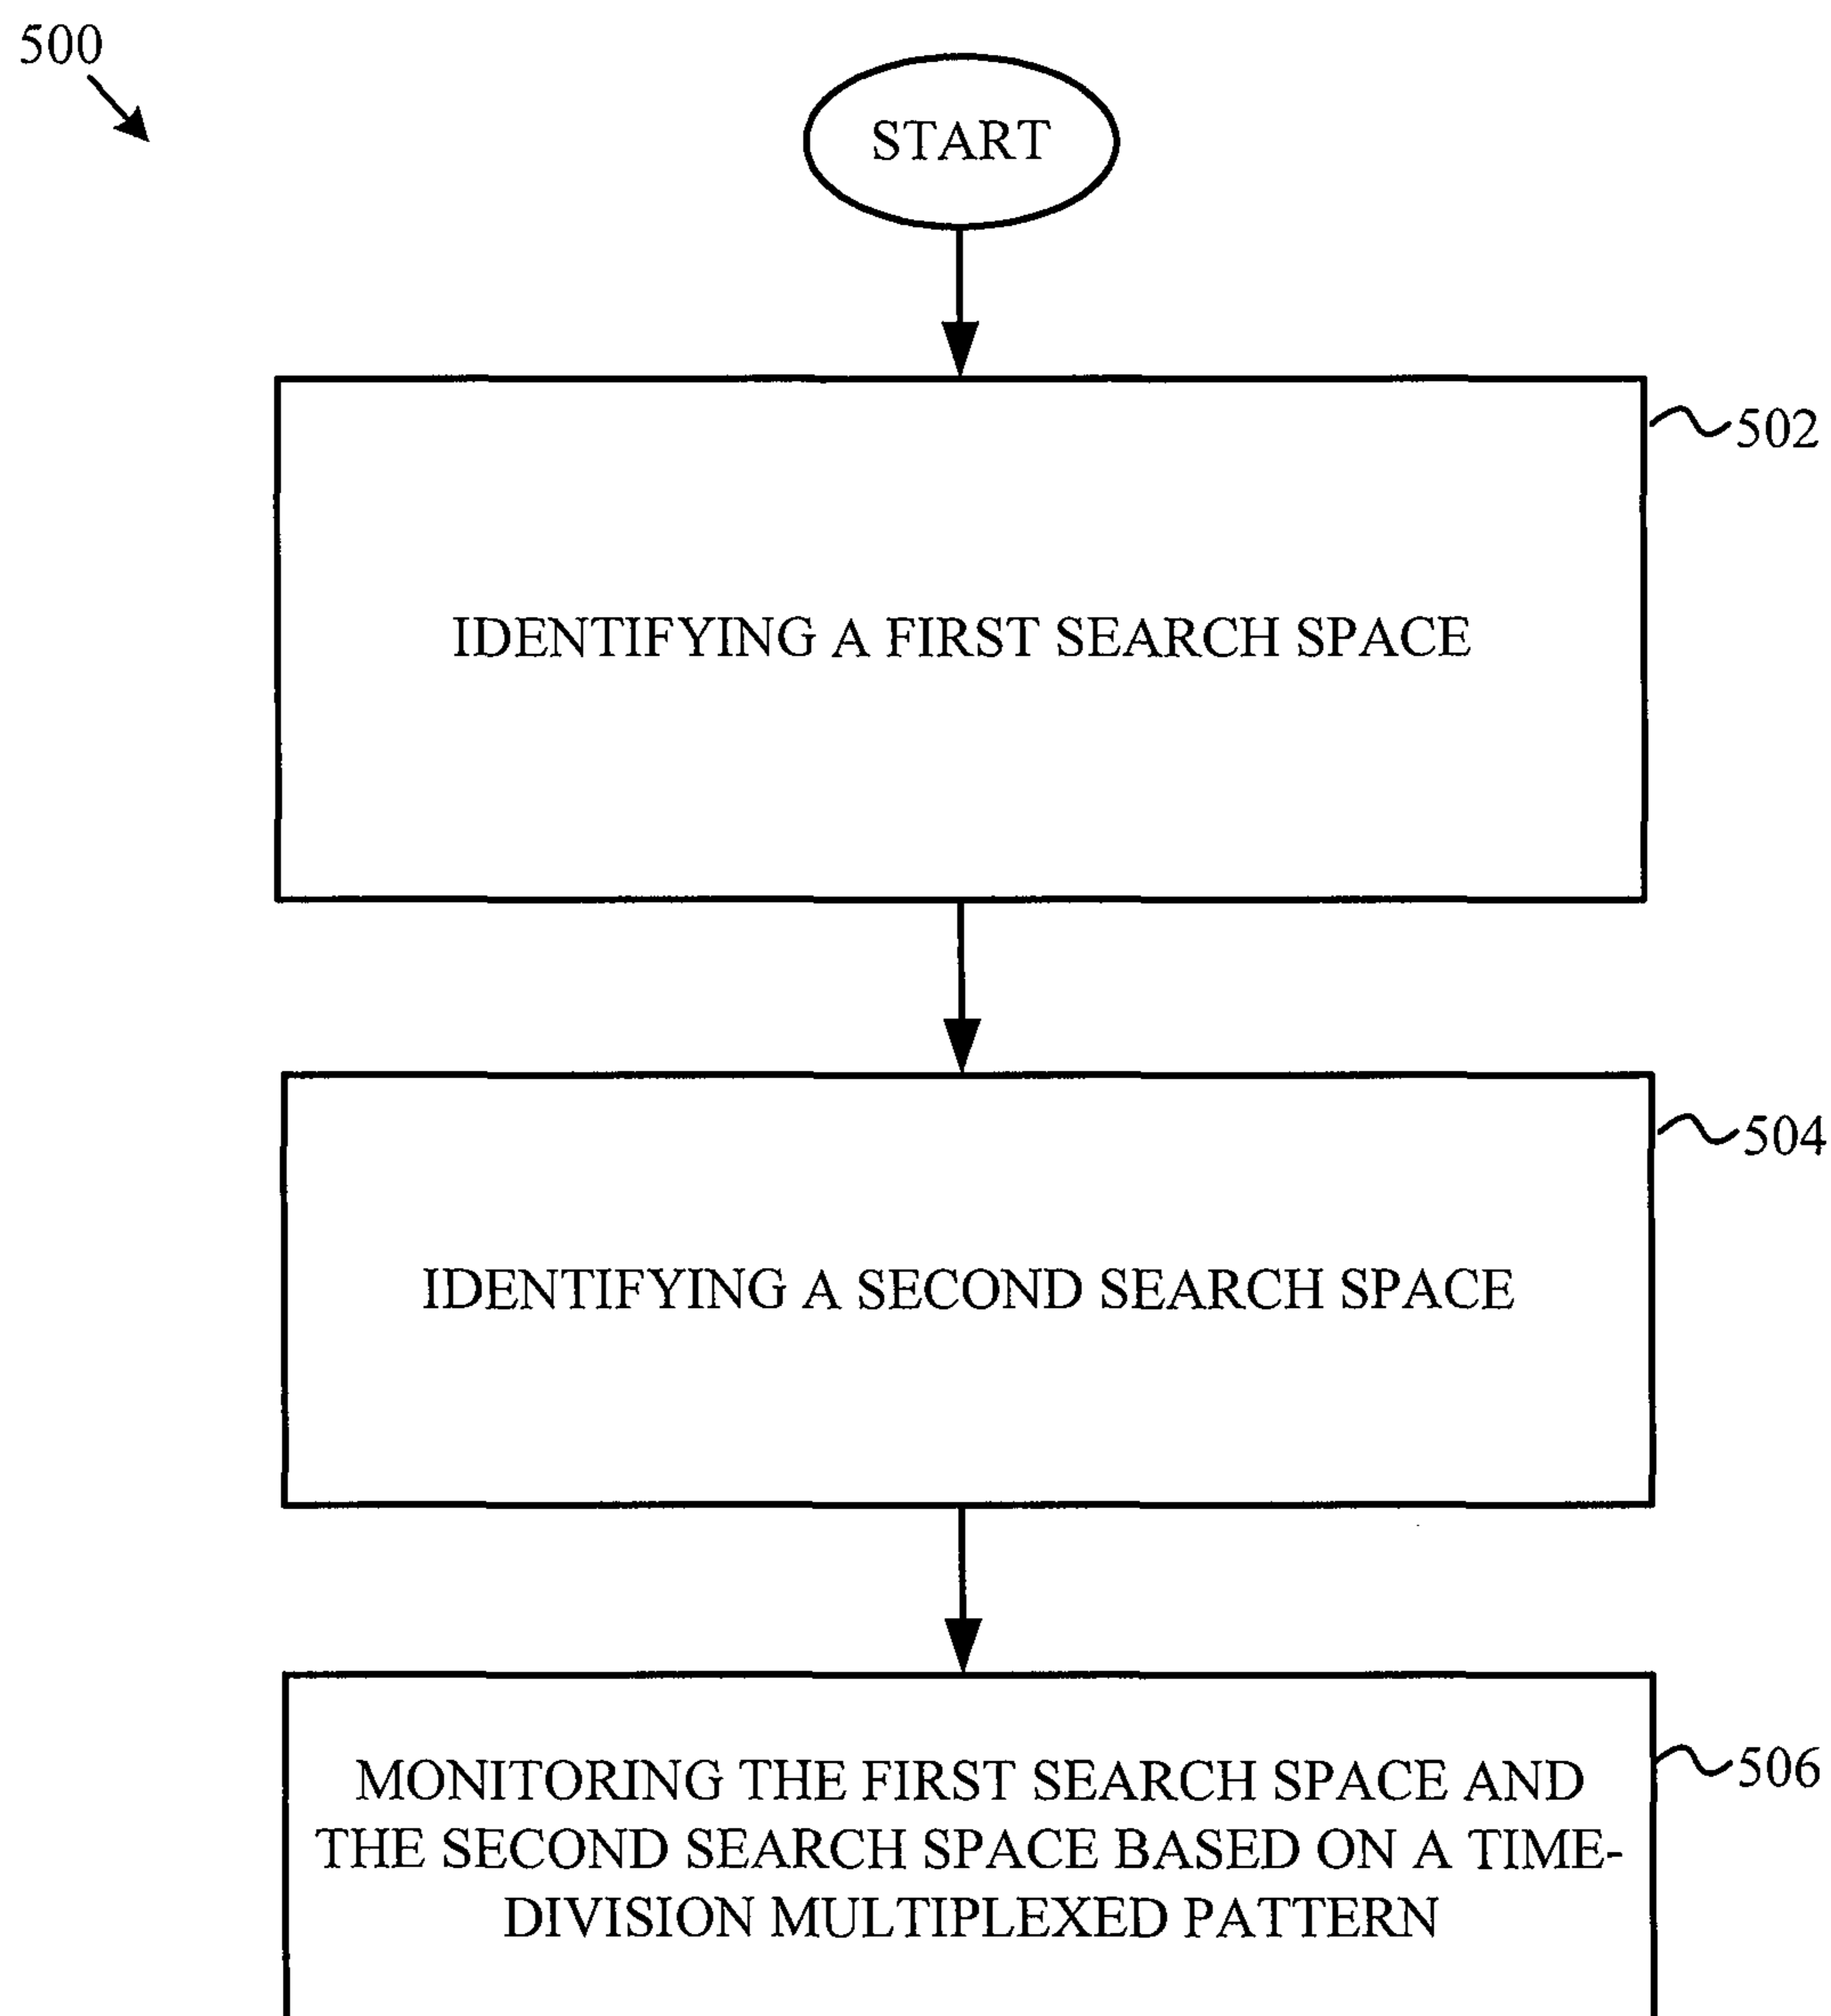 500
START
502
IDENTIFYING A FIRST SEARCH SPACE
504
IDENTIFYING A SECOND SEARCH SPACE
506
MONITORING THE FIRST SEARCH SPACE AND
THE SECOND SEARCH SPACE BASED ON A TIME-
DIVISION MULTIPLEXED PATTERN